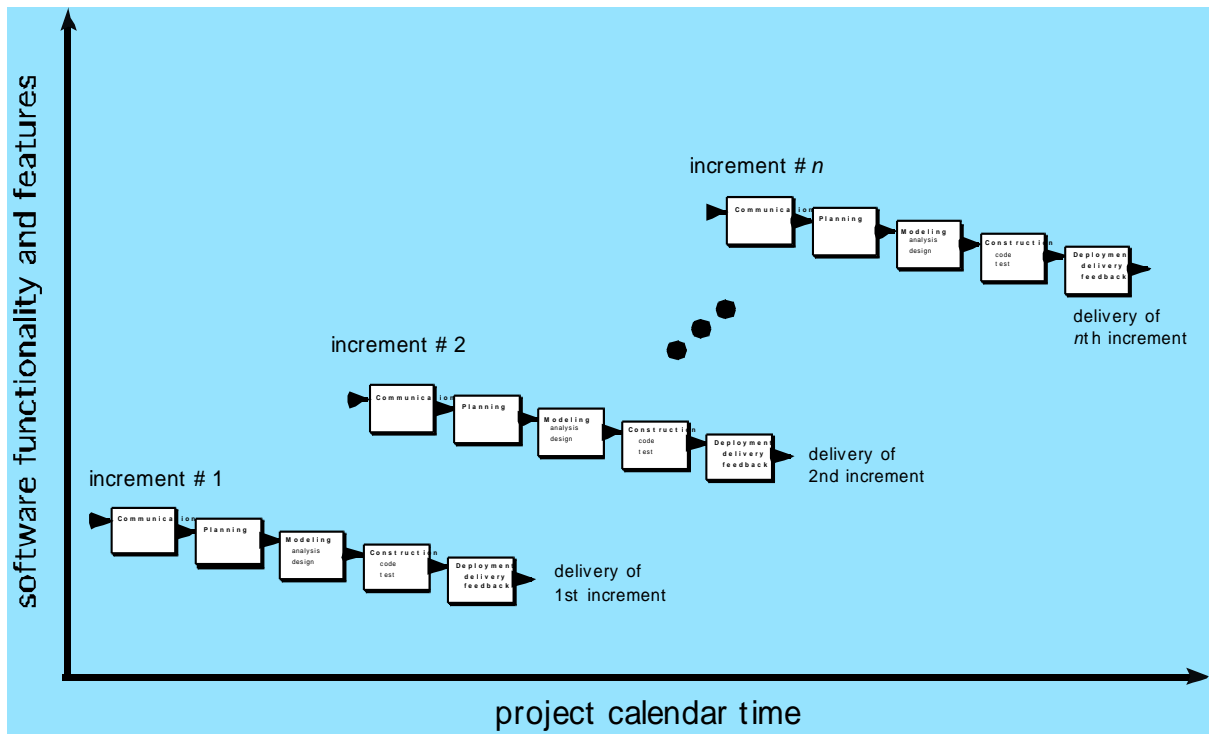 software functionality and features
increment # n
Communication
Planning
Modeling
analysis
design
Construction
code
test
Deployment
delivery
feedback
delivery of
nth increment
increment # 2
Communication
Planning
Modeling
analysis
design
Construction
code
test
Deployment
delivery
feedback
delivery of
2nd increment
increment # 1
Communication
Planning
Modeling
analysis
design
Construction
code
test
Deployment
delivery
feedback
delivery of
1st increment
project calendar time